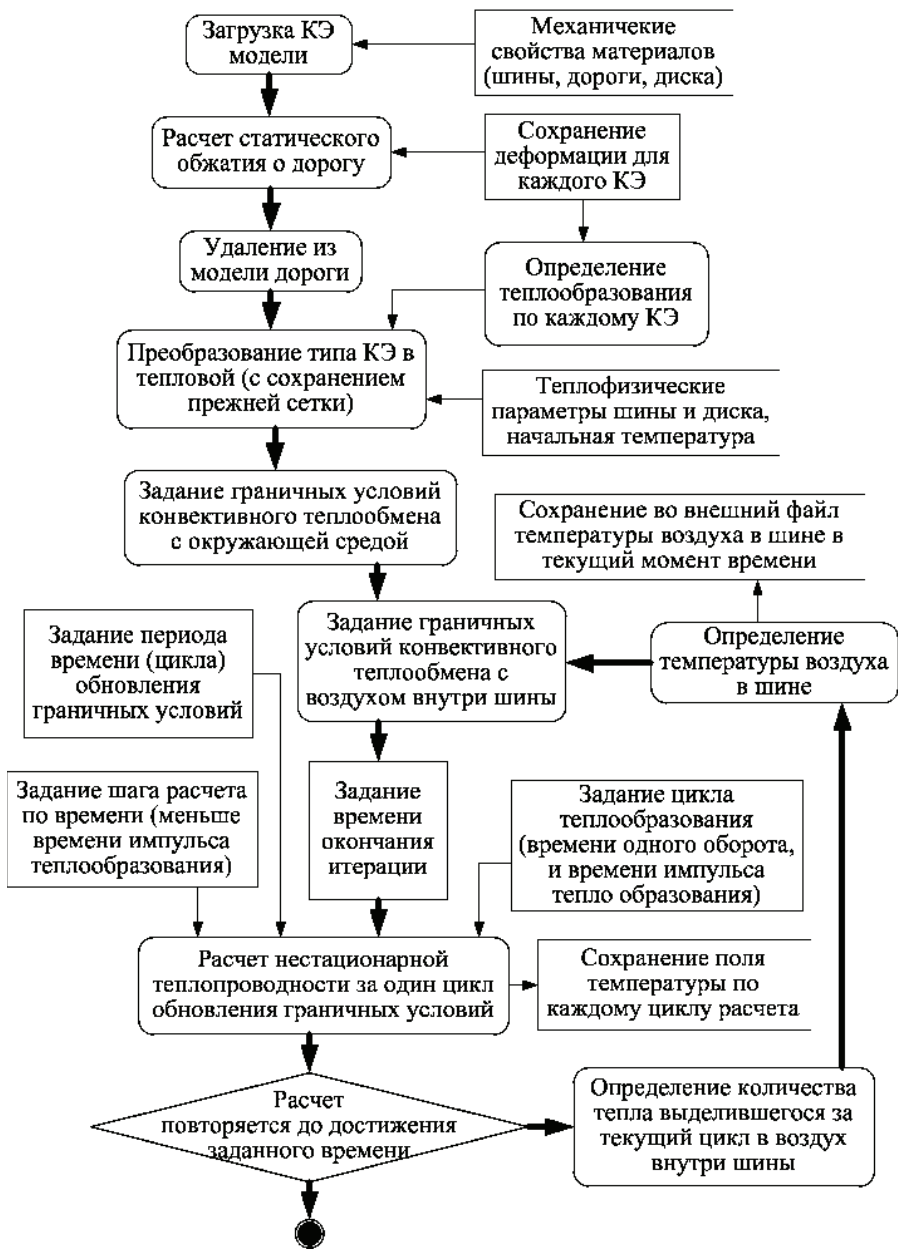 Загрузка КЭ
модели
Механичекие
свойства материалов
(шины, дороги, диска)
Расчет статического
обжатия о дорогу
Сохранение
деформации для
каждого КЭ
Удаление из
модели дороги
Определение
теплообразования
по каждому КЭ
Преобразование типа КЭ в
тепловой (с сохранением
прежней сетки)
Теплофизические
параметры шины и диска,
начальная температура
Задание граничных условий
конвективного теплообмена
с окружающей средой
Сохранение во внешний файл
температуры воздуха в шине в
текущий момент времени
Задание периода
времени (цикла)
обновления
граничных условий
Задание граничных
условий конвективного
теплообмена с
воздухом внутри шины
Определение
температуры воздуха
в шине
Задание шага расчета
по времени (меньше
времени импульса
теплообразования)
Задание
времени
окончания
итерации
Задание цикла
теплообразования
(времени одного оборота,
и времени импульса
тепло образования)
Расчет нестационарной
теплопроводности за один цикл
обновления граничных условий
Сохранение поля
температуры по
каждому циклу расчета
Расчет
повторяется до достижения
заданного времени
Определение количества
тепла выделившегося за
текущий цикл в воздух
внутри шины